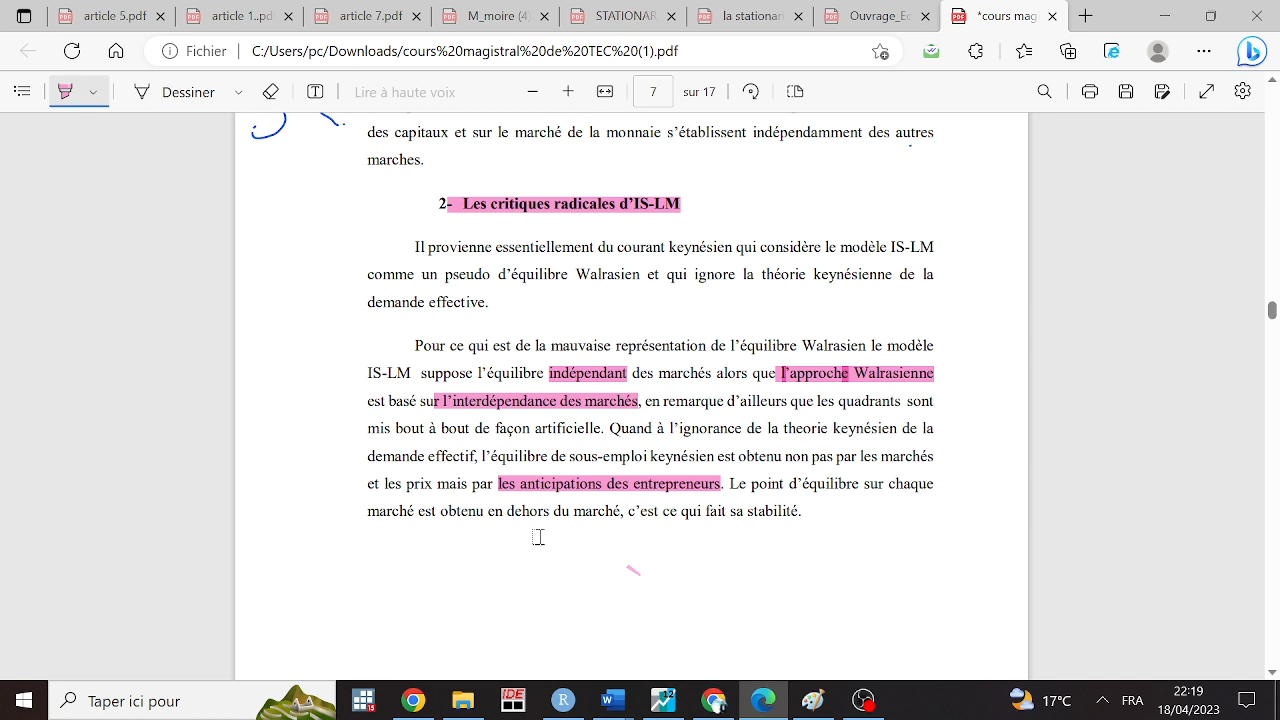 article 5.pdf
article 1.pdf
article 7.pdf
M_moire (4)
STATIONAR
la stationar
Ouvrage_Ec
*cours mag
Fichier
C:/Users/pc/Downloads/cours%20magistral%20de%20TEC%20(1).pdf
Dessiner
Lire à haute voix
7
sur 17
des capitaux et sur le marché de la monnaie s’établissent indépendamment des autres
marches.
2- Les critiques radicales d’IS-LM
Il provienne essentiellement du courant keynésien qui considère le modèle IS-LM
comme un pseudo d’équilibre Walrasien et qui ignore la théorie keynésienne de la
demande effective.
Pour ce qui est de la mauvaise représentation de l’équilibre Walrasien le modèle
IS-LM suppose l’équilibre indépendant des marchés alors que l’approche Walrasienne
est basé sur l’interdépendance des marchés, en remarque d’ailleurs que les quadrants sont
mis bout à bout de façon artificielle. Quand à l’ignorance de la theorie keynésien de la
demande effectif, l’équilibre de sous-emploi keynésien est obtenu non pas par les marchés
et les prix mais par les anticipations des entrepreneurs. Le point d’équilibre sur chaque
marché est obtenu en dehors du marché, c’est ce qui fait sa stabilité.
Taper ici pour
15
IDE
R
W
12
17°C
FRA
22:19
18/04/2023